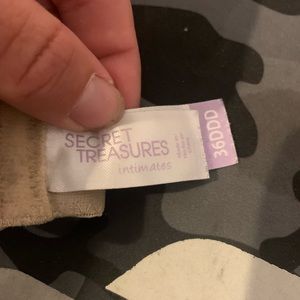 SECRET
TREASURES
intimates
36DDD